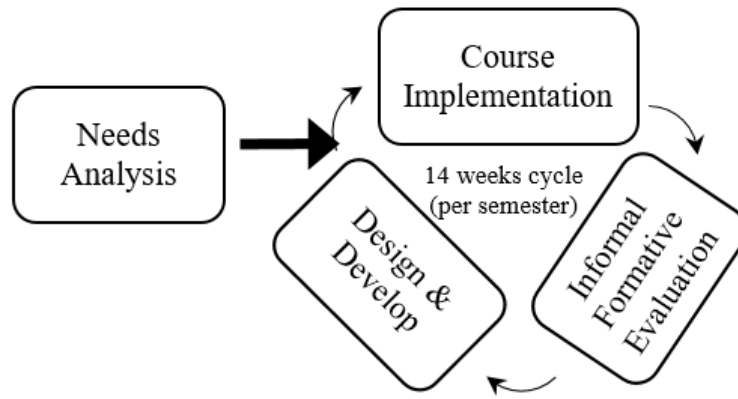 Needs
Analysis
Course
Implementation
14 weeks cycle
(per semester)
Informal
Formative
Evaluation
Design &
Develop